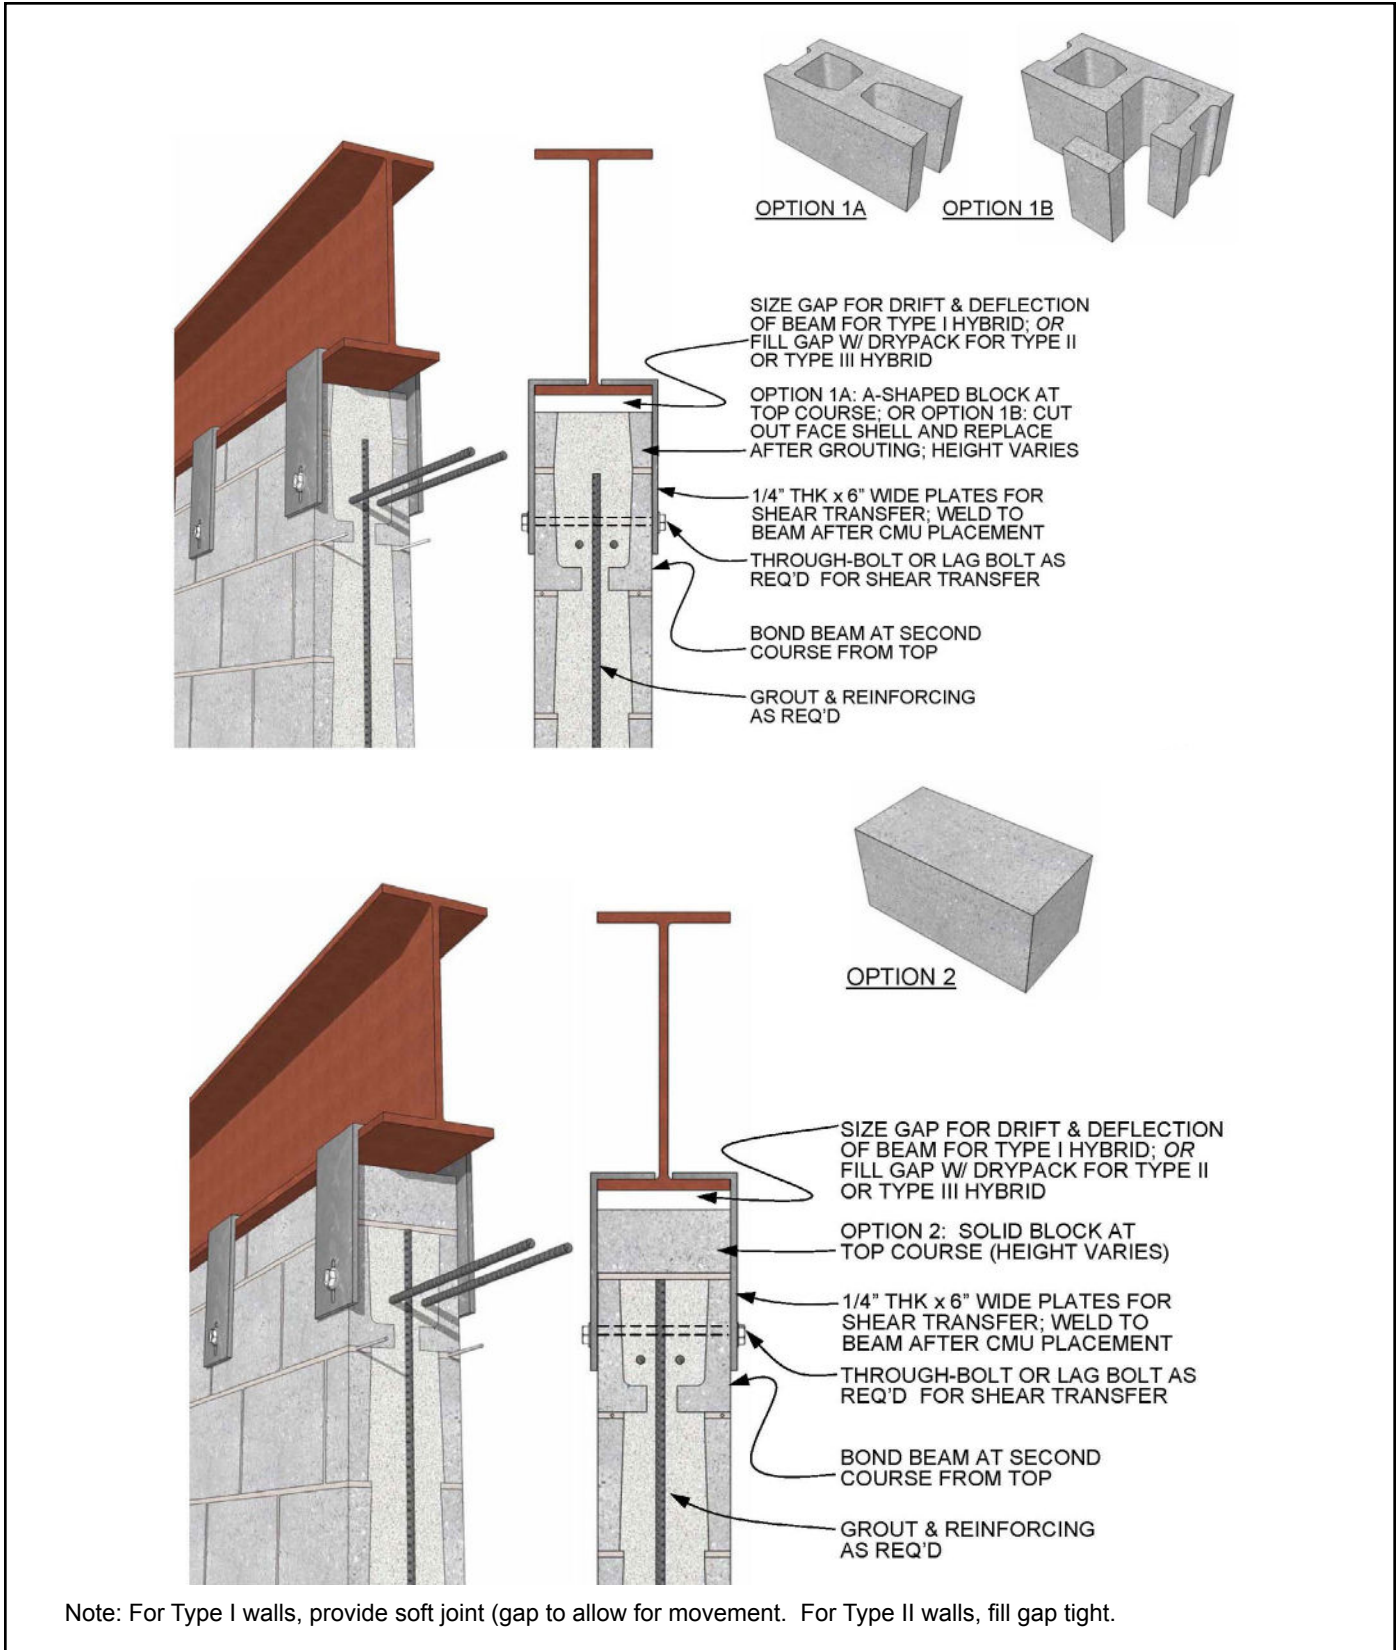 OPTION 1A
OPTION 1B
SIZE GAP FOR DRIFT & DEFLECTION
OF BEAM FOR TYPE I HYBRID; OR
FILL GAP W/ DRYPACK FOR TYPE II
OR TYPE III HYBRID
OPTION 1A: A-SHAPED BLOCK AT
TOP COURSE; OR OPTION 1B: CUT
OUT FACE SHELL AND REPLACE
AFTER GROUTING; HEIGHT VARIES
1/4" THK x 6" WIDE PLATES FOR
SHEAR TRANSFER; WELD TO
BEAM AFTER CMU PLACEMENT
THROUGH-BOLT OR LAG BOLT AS
REQ'D FOR SHEAR TRANSFER
BOND BEAM AT SECOND
COURSE FROM TOP
GROUT & REINFORCING
AS REQ'D
OPTION 2
SIZE GAP FOR DRIFT & DEFLECTION
OF BEAM FOR TYPE I HYBRID; OR
FILL GAP W/ DRYPACK FOR TYPE II
OR TYPE III HYBRID
OPTION 2: SOLID BLOCK AT
TOP COURSE (HEIGHT VARIES)
1/4" THK x 6" WIDE PLATES FOR
SHEAR TRANSFER; WELD TO
BEAM AFTER CMU PLACEMENT
THROUGH-BOLT OR LAG BOLT AS
REQ'D FOR SHEAR TRANSFER
BOND BEAM AT SECOND
COURSE FROM TOP
GROUT & REINFORCING
AS REQ'D
Note: For Type I walls, provide soft joint (gap to allow for movement. For Type II walls, fill gap tight.